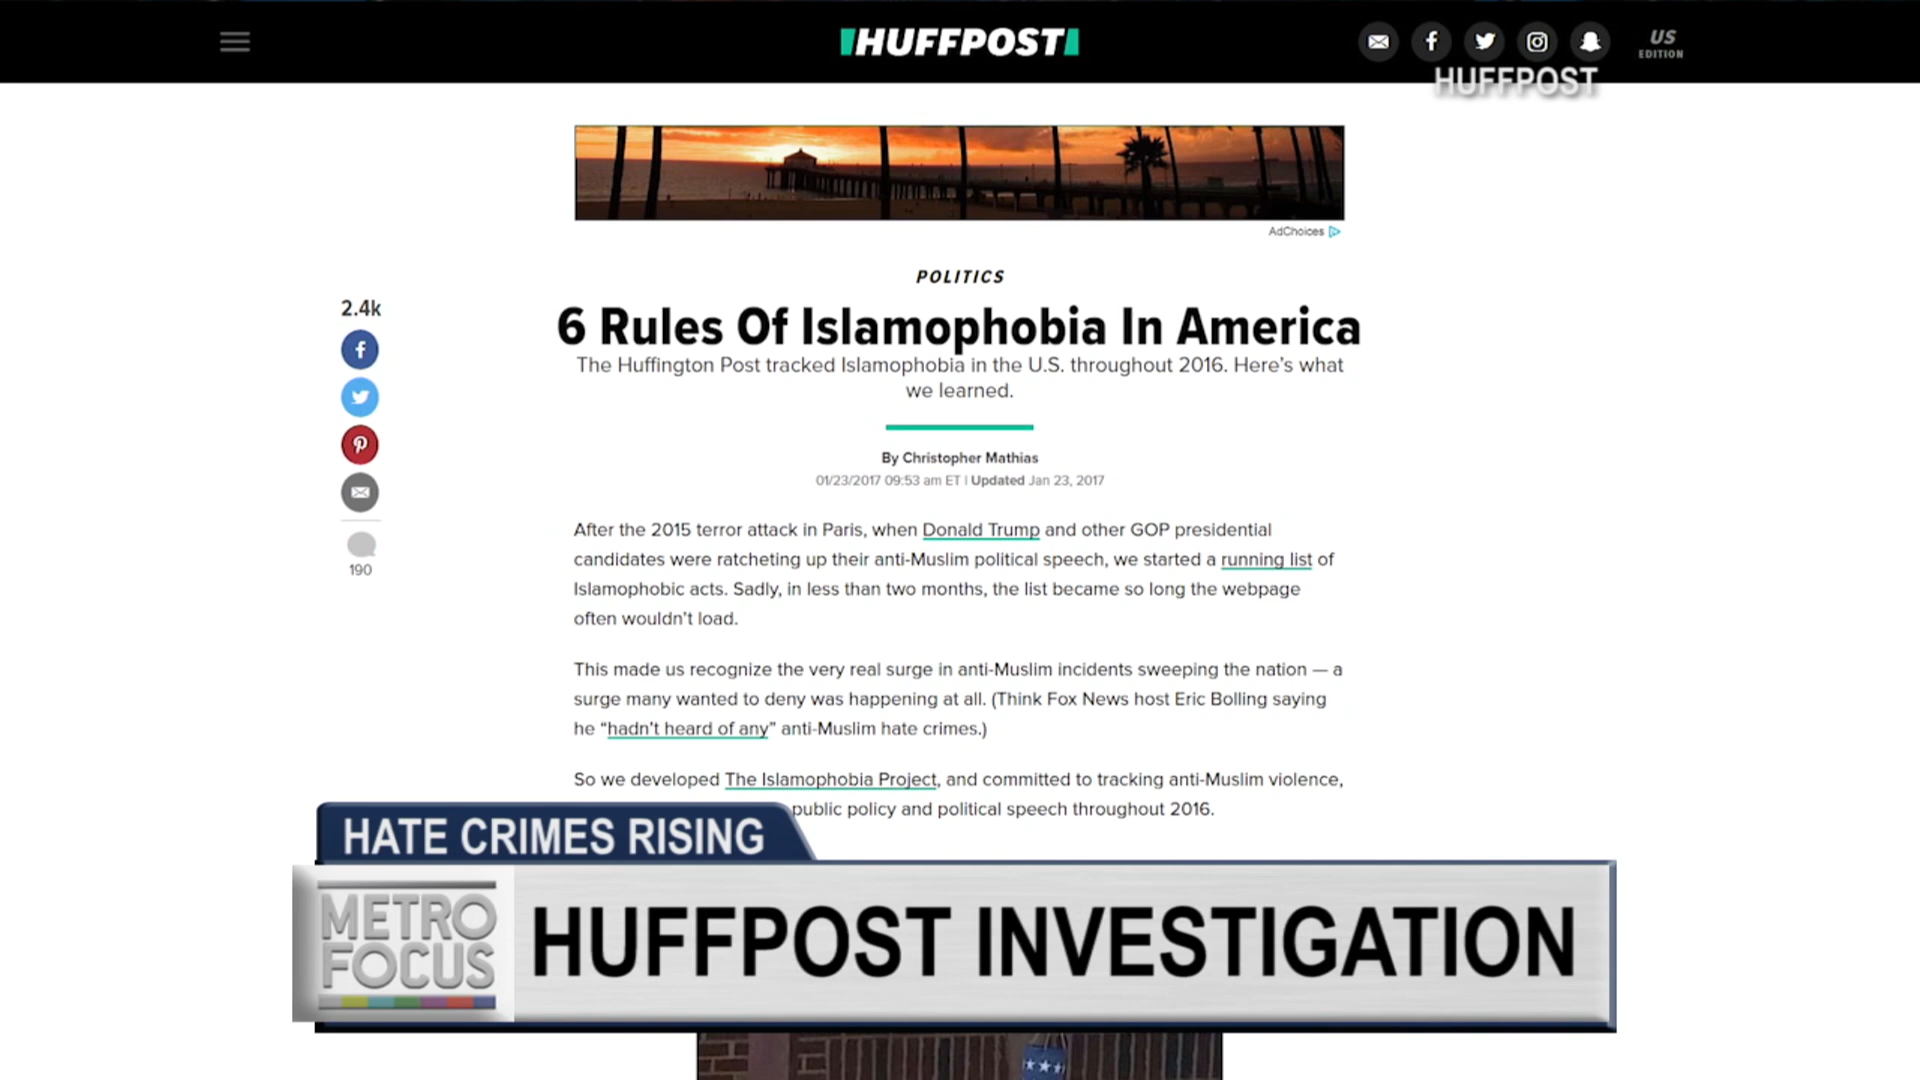 HUFFPOST
US
EDITION
HUFFPOST
AdChoices
POLITICS
2.4k
6 Rules Of Islamophobia In America
The Huffington Post tracked Islamophobia in the U.S. throughout 2016. Here's what
we learned.
By Christopher Mathias
01/23/2017 09:53 am ET | Updated Jan 23, 2017
190
After the 2015 terror attack in Paris, when Donald Trump and other GOP presidential
candidates were ratcheting up their anti-Muslim political speech, we started a running list of
Islamophobic acts. Sadly, in less than two months, the list became so long the webpage
often wouldn't load.
This made us recognize the very real surge in anti-Muslim incidents sweeping the nation — a
surge many wanted to deny was happening at all. (Think Fox News host Eric Bolling saying
he “hadn't heard of any” anti-Muslim hate crimes.)
So we developed The Islamophobia Project, and committed to tracking anti-Muslim violence,
public policy and political speech throughout 2016.
HATE CRIMES RISING
METRO
FOCUS
HUFFPOST INVESTIGATION